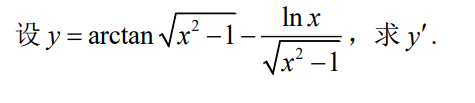 设 y = arctan √(x² − 1) − ln x / √(x² − 1) ，求 y′ .